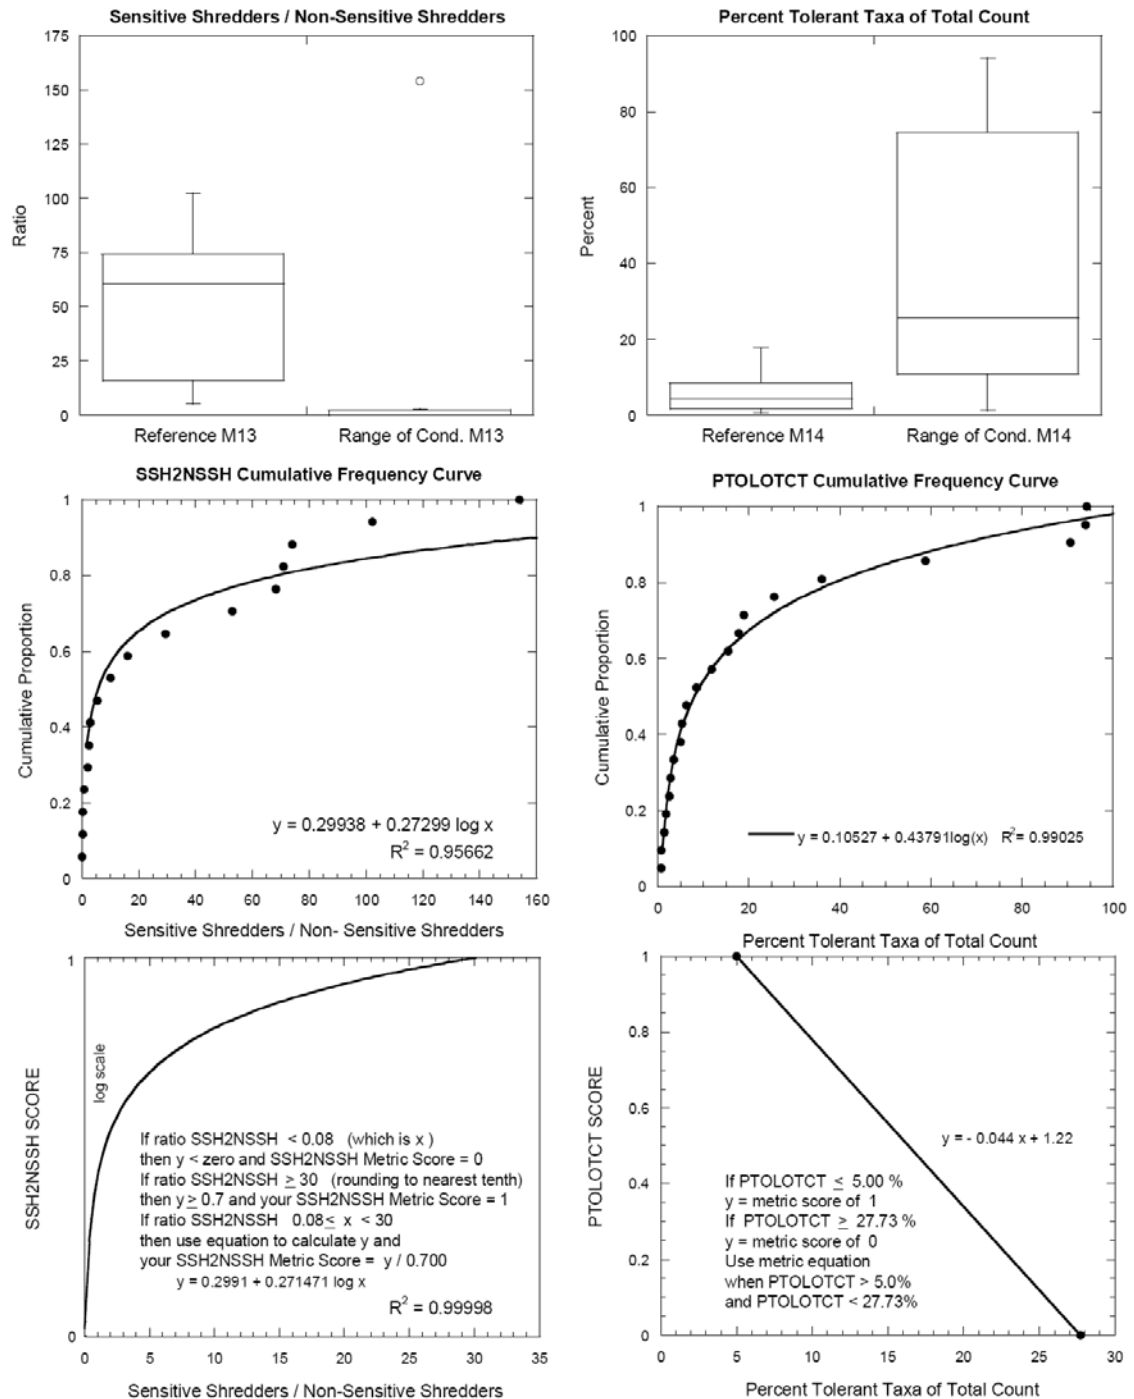 Sensitive Shredders / Non-Sensitive Shredders
175
150
125
100
75
50
25
0
Ratio
Reference M13
Range of Cond. M13
Percent Tolerant Taxa of Total Count
100
80
60
40
20
0
Percent
Reference M14
Range of Cond. M14
SSH2NSSH Cumulative Frequency Curve
1
0.8
0.6
0.4
0.2
0
Cumulative Proportion
y = 0.29938 + 0.27299 log x
R² = 0.95662
0 20 40 60 80 100 120 140 160
Sensitive Shredders / Non- Sensitive Shredders
PTOLOTCT Cumulative Frequency Curve
1
0.8
0.6
0.4
0.2
0
Cumulative Proportion
y = 0.10527 + 0.43791log(x) R²= 0.99025
0 20 40 60 80 100
Percent Tolerant Taxa of Total Count
1
0
SSH2NSSH SCORE
log scale
If ratio SSH2NSSH < 0.08 (which is x )
then y < zero and SSH2NSSH Metric Score = 0
If ratio SSH2NSSH ≥ 30 (rounding to nearest tenth)
then y ≥ 0.7 and your SSH2NSSH Metric Score = 1
If ratio SSH2NSSH 0.08≤ x < 30
then use equation to calculate y and
your SSH2NSSH Metric Score = y / 0.700
y = 0.2991 + 0.271471 log x
R² = 0.99998
0 5 10 15 20 25 30 35
Sensitive Shredders / Non-Sensitive Shredders
1
0.8
0.6
0.4
0.2
0
PTOLOTCT SCORE
y = - 0.044 x + 1.22
If PTOLOTCT ≤ 5.00 %
y = metric score of 1
If PTOLOTCT ≥ 27.73 %
y = metric score of 0
Use metric equation
when PTOLOTCT > 5.0%
and PTOLOTCT < 27.73%
0 5 10 15 20 25 30
Percent Tolerant Taxa of Total Count